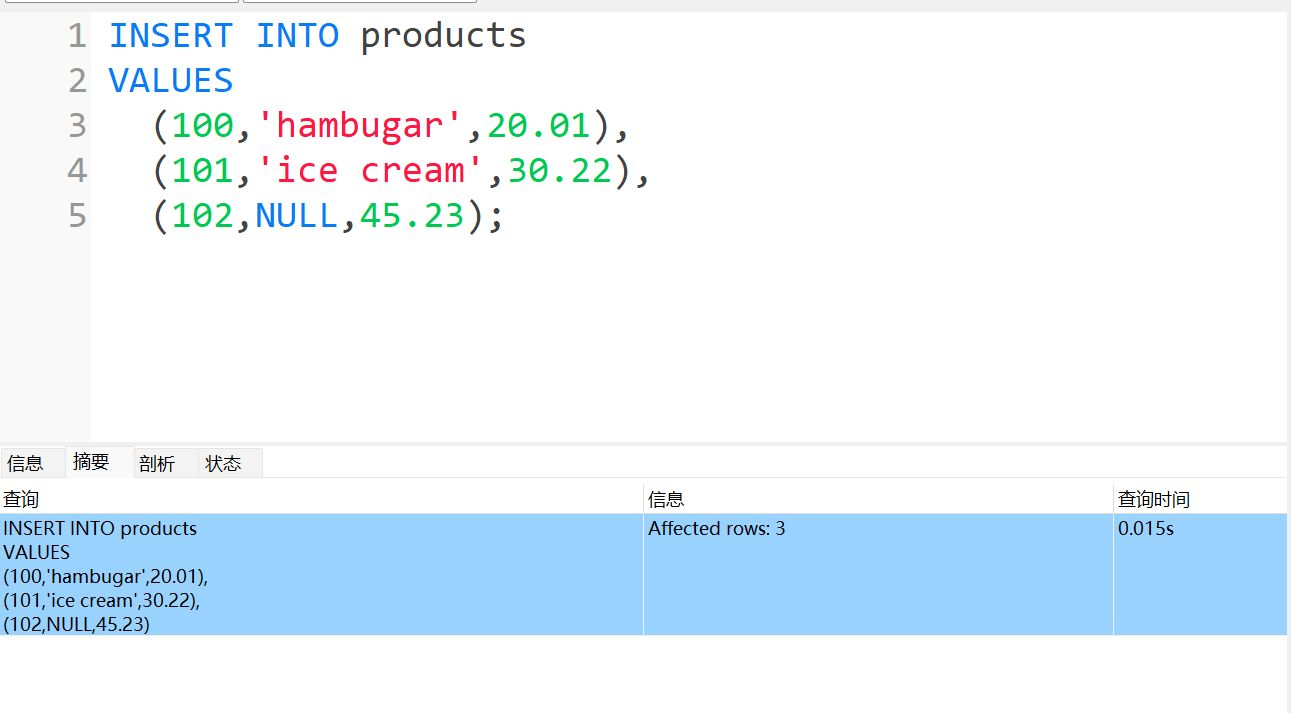 1 INSERT INTO products
2 VALUES
3 (100,'hambugar',20.01),
4 (101,'ice cream',30.22),
5 (102,NULL,45.23);
信息 摘要 剖析 状态
查询 信息 查询时间
INSERT INTO products Affected rows: 3 0.015s
VALUES
(100,'hambugar',20.01),
(101,'ice cream',30.22),
(102,NULL,45.23)